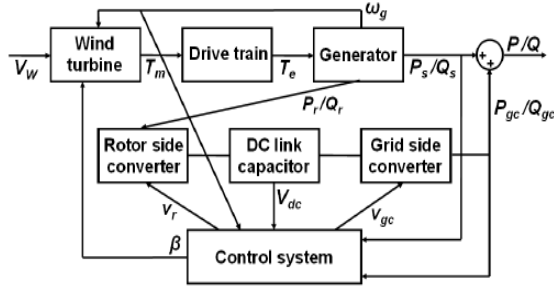 ω_g
Wind turbine
Drive train
Generator
V_W
T_m
T_e
P_s/Q_s
P/Q
+
+
P_r/Q_r
P_gc/Q_gc
Rotor side converter
DC link capacitor
Grid side converter
v_r
V_dc
v_gc
β
Control system